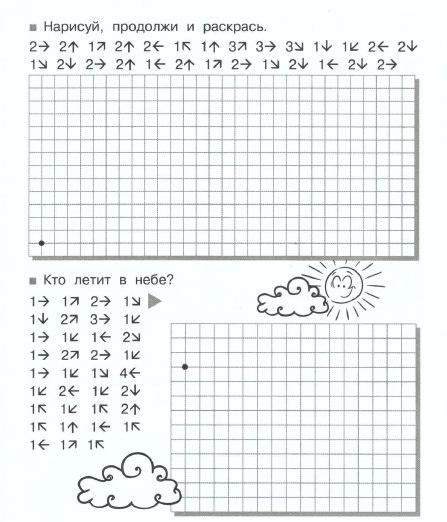 Нарисуй, продолжи и раскрась.
2→ 2↑ 1↗ 2↑ 2← 1↖ 1↑ 3↗ 3→ 3↘ 1↓ 1↙ 2← 2↓
1↘ 2↓ 2→ 2↑ 1← 2↑ 1↗ 2→ 2↘ 2↓ 1← 2↓ 2→
Кто летит в небе?
1→ 1↗ 2→ 1↘
1↓ 2↗ 3→ 1↙
1→ 1↙ 1← 2↘
1→ 2↗ 2→ 1↙
1→ 1↙ 1↘ 4←
1↙ 2← 1↙ 2↓
1↖ 1↙ 1↖ 2↑
1↖ 1↑ 1← 1↖
1← 1↗ 1↖